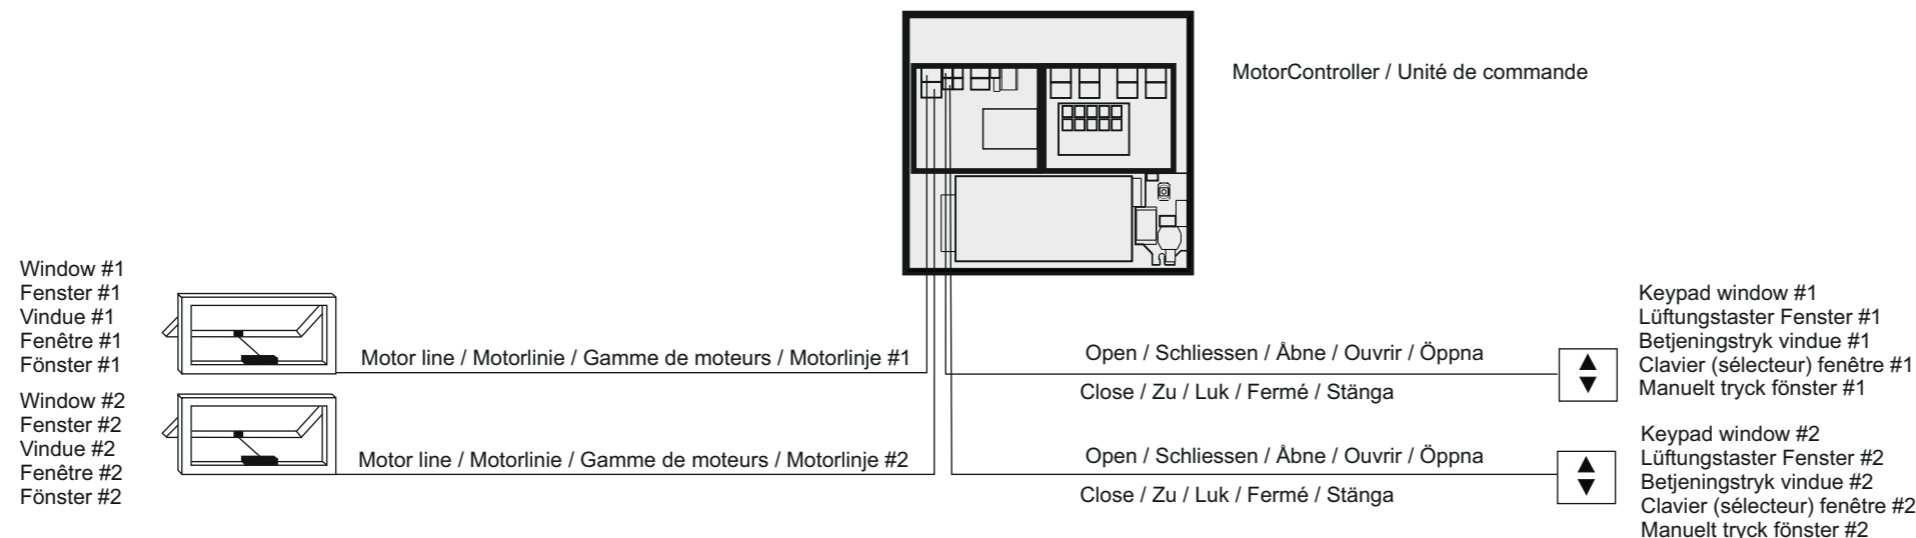 MotorController / Unité de commande
Window #1
Fenster #1
Vindue #1
Fenêtre #1
Fönster #1
Motor line / Motorlinie / Gamme de moteurs / Motorlinje #1
Open / Schliessen / Åbne / Ouvrir / Öppna
Close / Zu / Luk / Fermé / Stänga
Keypad window #1
Lüftungstaster Fenster #1
Betjeningstryk vindue #1
Clavier (sélecteur) fenêtre #1
Manuelt tryck fönster #1
Window #2
Fenster #2
Vindue #2
Fenêtre #2
Fönster #2
Motor line / Motorlinie / Gamme de moteurs / Motorlinje #2
Open / Schliessen / Åbne / Ouvrir / Öppna
Close / Zu / Luk / Fermé / Stänga
Keypad window #2
Lüftungstaster Fenster #2
Betjeningstryk vindue #2
Clavier (sélecteur) fenêtre #2
Manuelt tryck fönster #2